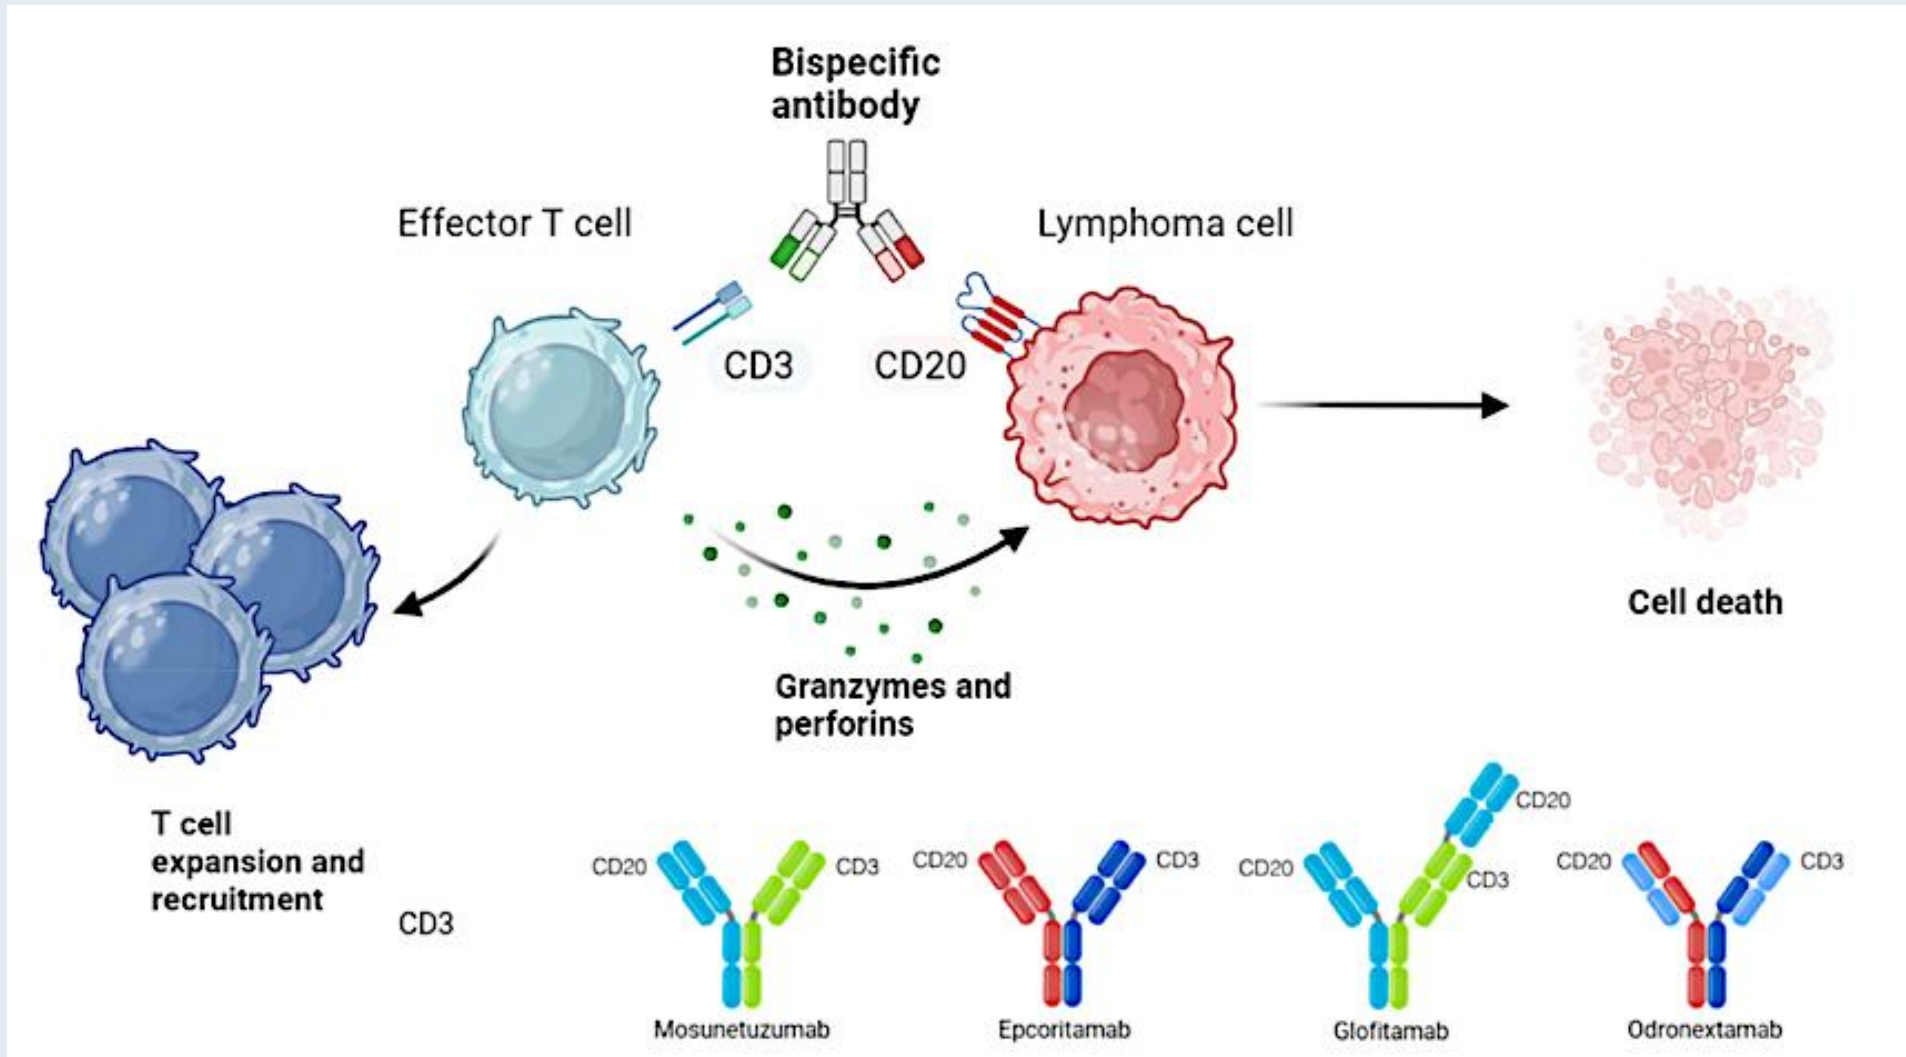 Bispecific
antibody
Effector T cell
Lymphoma cell
CD3
CD20
Cell death
Granzymes and
perforins
T cell
expansion and
recruitment
CD3
CD20
CD3
Mosunetuzumab
CD20
CD3
Epcoritamab
CD20
CD20
CD3
Glofitamab
CD20
CD3
Odronextamab